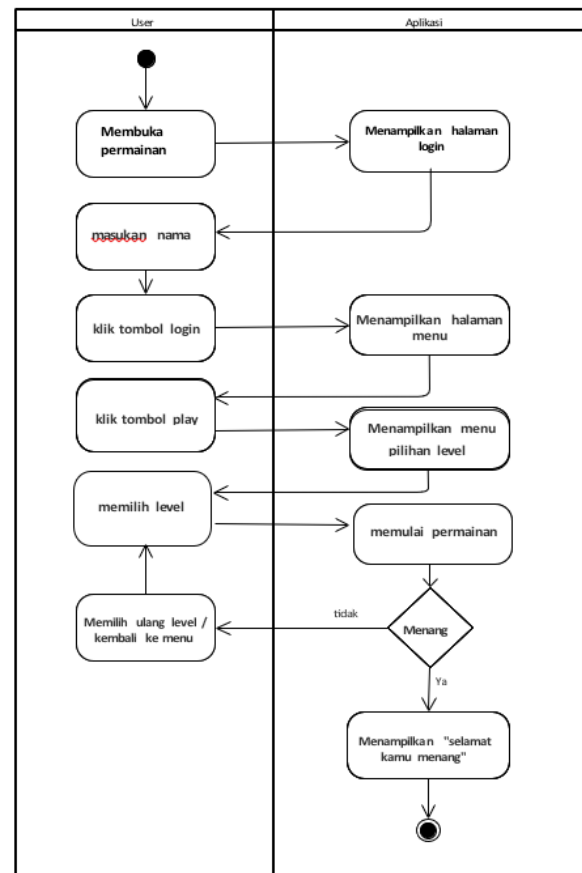 User
Aplikasi
Membuka
permainan
Menampilkan halaman
login
masukan nama
klik tombol login
Menampilkan halaman
menu
klik tombol play
Menampilkan menu
pilihan level
memilih level
memulai permainan
Memilih ulang level /
kembali ke menu
tidak
Menang
Ya
Menampilkan "selamat
kamu menang"